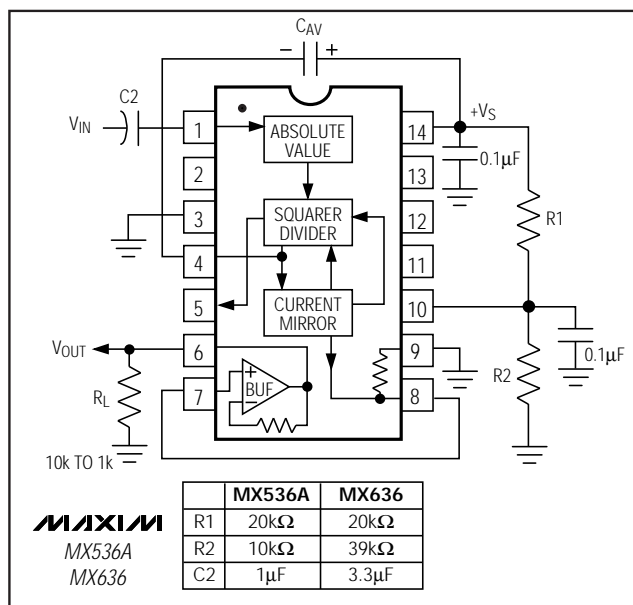 CAV
− +
C2
VIN
+VS
1
ABSOLUTE
VALUE
14
0.1µF
2
13
3
SQUARER
DIVIDER
12
R1
4
11
5
CURRENT
MIRROR
10
VOUT
6
9
0.1µF
R2
RL
7
+
BUF
−
8
10k TO 1k
MX536A MX636
R1 20kΩ 20kΩ
R2 10kΩ 39kΩ
C2 1µF 3.3µF
MAXIM
MX536A
MX636